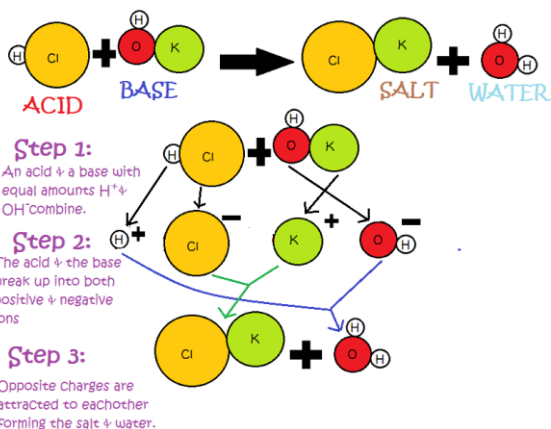 H Cl + H O K Cl K + H O H
ACID BASE SALT WATER
Step 1:
An acid & a base with
equal amounts H+ &
OH- combine.
H Cl + H O K
Step 2:
The acid & the base
break up into both
positive & negative
ions
H + Cl - K + O H -
Step 3:
Opposite charges are
attracted to eachother
forming the salt & water.
Cl K + H O H